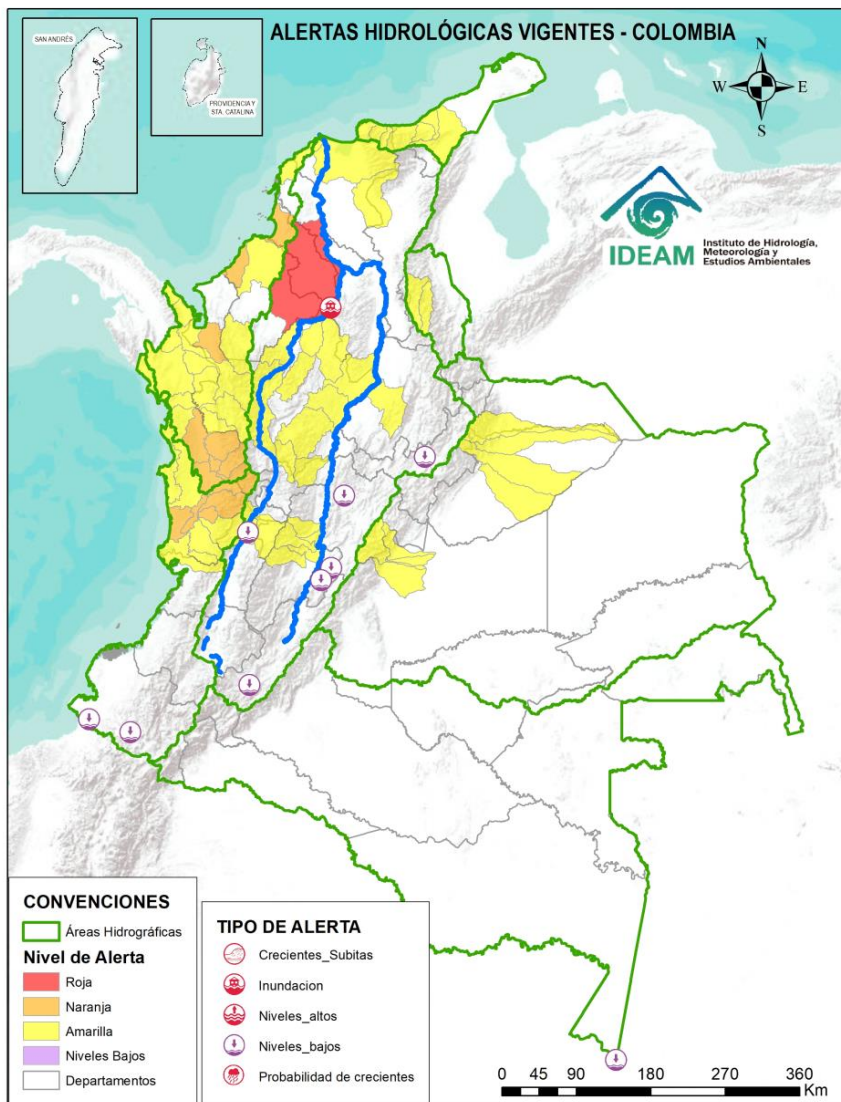 ALERTAS HIDROLÓGICAS VIGENTES - COLOMBIA
SAN ANDRÉS
PROVIDENCIA Y
STA. CATALINA
N
W
E
S
IDEAM
Instituto de Hidrología,
Meteorología y
Estudios Ambientales
CONVENCIONES
Áreas Hidrográficas
Nivel de Alerta
Roja
Naranja
Amarilla
Niveles Bajos
Departamentos
TIPO DE ALERTA
Crecientes_Subitas
Inundacion
Niveles_altos
Niveles_bajos
Probabilidad de crecientes
0 45 90 180 270 360
Km